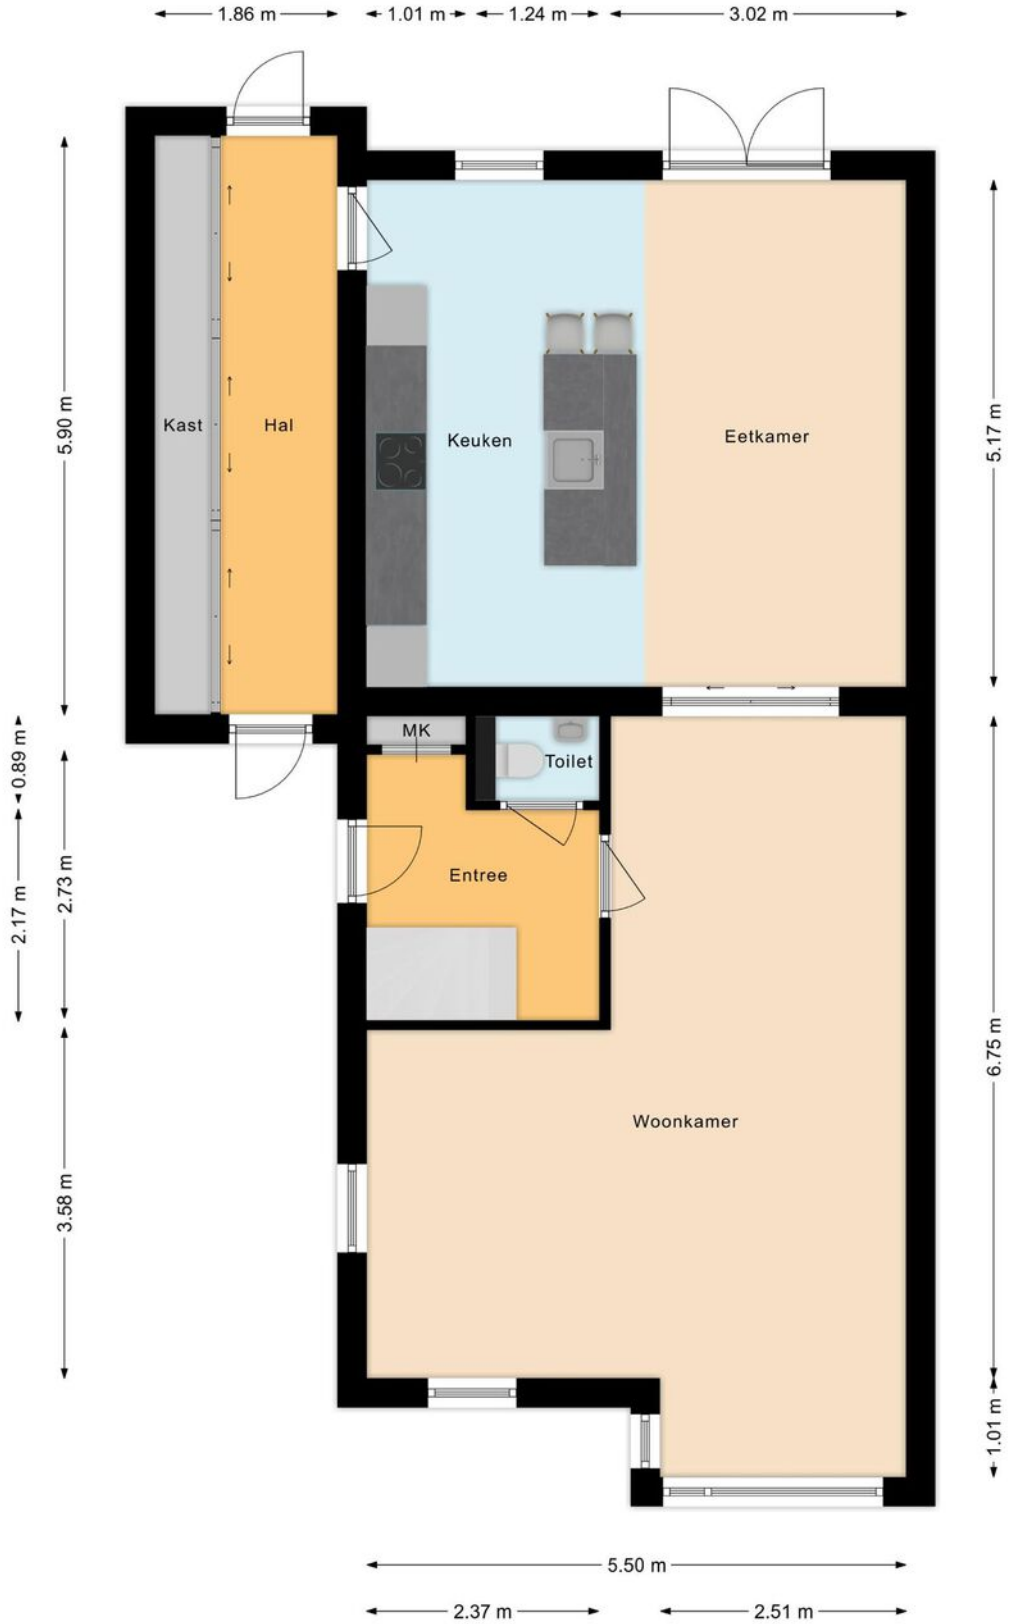 1.86 m
1.01 m
1.24 m
3.02 m
5.90 m
5.17 m
Kast
Hal
Keuken
Eetkamer
0.89 m
MK
Toilet
2.17 m
2.73 m
Entree
6.75 m
Woonkamer
3.58 m
1.01 m
5.50 m
2.37 m
2.51 m